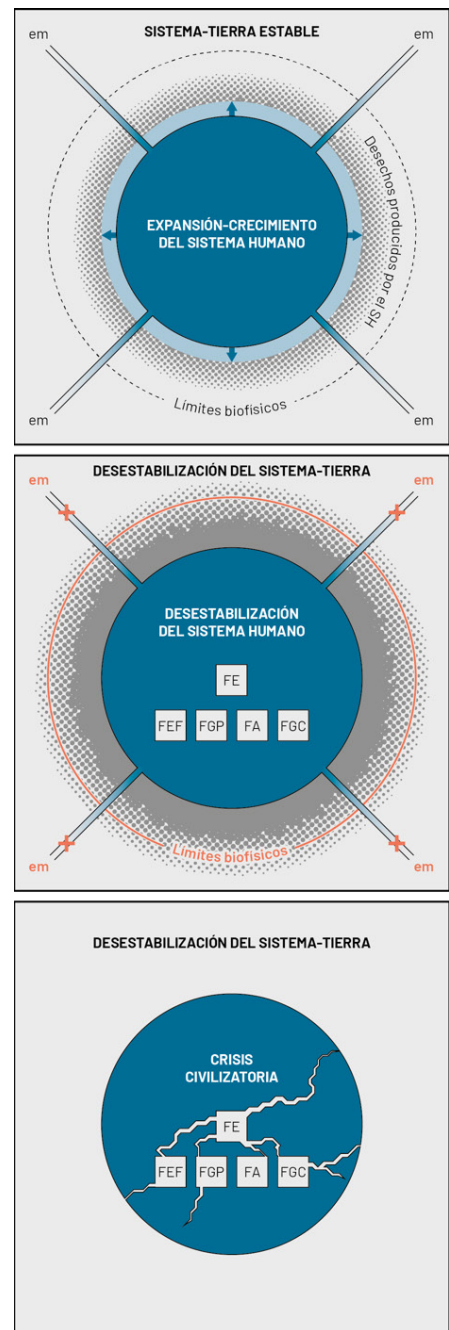 em
SISTEMA-TIERRA ESTABLE
em
Desechos producidos por el SH
EXPANSIÓN-CRECIMIENTO
DEL SISTEMA HUMANO
Límites biofísicos
em
em
DESESTABILIZACIÓN DEL SISTEMA-TIERRA
em
em
DESESTABILIZACIÓN
DEL SISTEMA HUMANO
FE
FEF FGP FA FGC
Límites biofísicos
em
em
DESESTABILIZACIÓN DEL SISTEMA-TIERRA
CRISIS
CIVILIZATORIA
FE
FEF FGP FA FGC